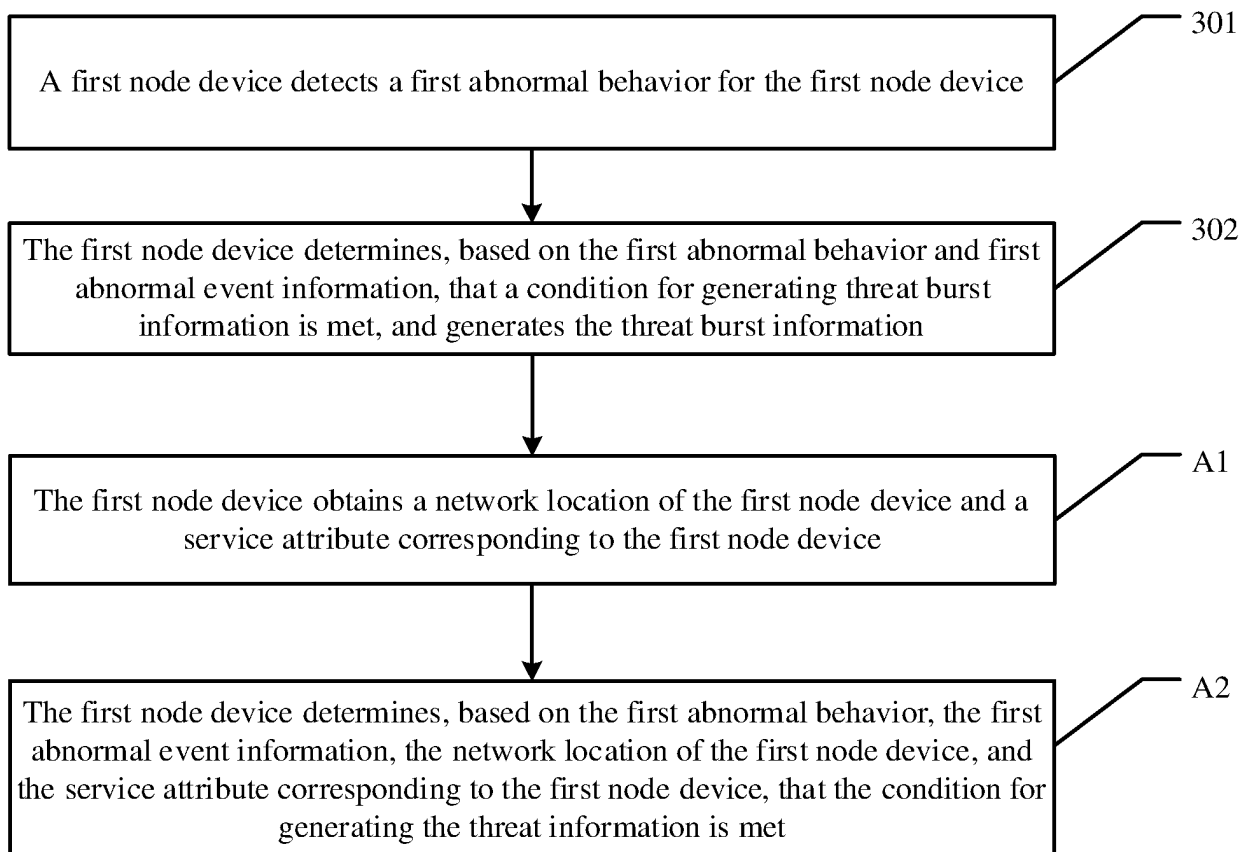 301
A first node device detects a first abnormal behavior for the first node device
302
The first node device determines, based on the first abnormal behavior and first
abnormal event information, that a condition for generating threat burst
information is met, and generates the threat burst information
A1
The first node device obtains a network location of the first node device and a
service attribute corresponding to the first node device
A2
The first node device determines, based on the first abnormal behavior, the first
abnormal event information, the network location of the first node device, and
the service attribute corresponding to the first node device, that the condition for
generating the threat information is met